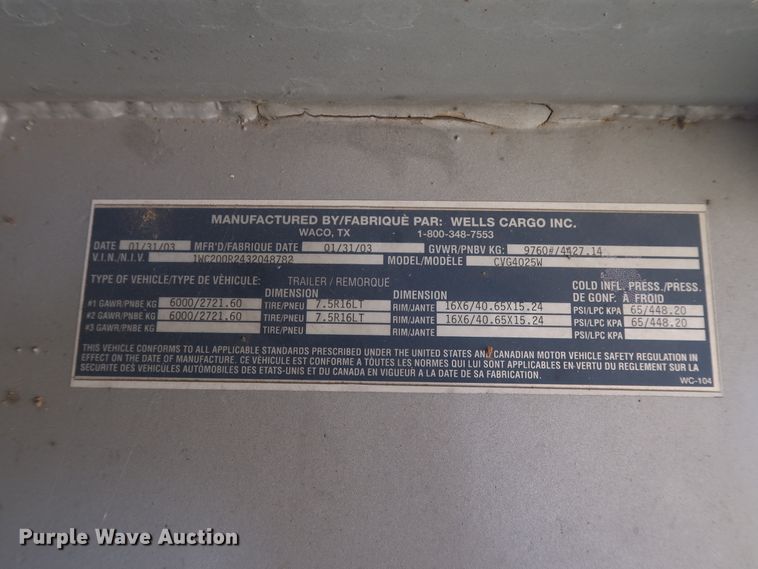 MANUFACTURED BY/FABRIQUÈ PAR: WELLS CARGO INC.
WACO, TX 1-800-348-7553
DATE 01/31/03 MFR'D/FABRIQUE DATE 01/31/03 GVWR/PNBV KG: 9760#/4427.14
V.I.N./N.I.V. 1WC200R2432048782 MODEL/MODÈLE CVG4025W
TYPE OF VEHICLE/TYPE DE VÈHICULE: TRAILER / REMORQUE
COLD INFL. PRESS./PRESS. DE GONF. À FROID
DIMENSION DIMENSION
#1 GAWR/PNBE KG 6000/2721.60 TIRE/PNEU 7.5R16LT RIM/JANTE 16X6/40.65X15.24 PSI/LPC KPA 65/448.20
#2 GAWR/PNBE KG 6000/2721.60 TIRE/PNEU 7.5R16LT RIM/JANTE 16X6/40.65X15.24 PSI/LPC KPA 65/448.20
#3 GAWR/PNBE KG TIRE/PNEU RIM/JANTE PSI/LPC KPA
THIS VEHICLE CONFORMS TO ALL APPLICABLE STANDARDS PRESCRIBED UNDER THE UNITED STATES AND CANADIAN MOTOR VEHICLE SAFETY REGULATION IN
EFFECT ON THE DATE OF MANUFACTURE. CE VÉHICULE EST CONFORME A TOUTES LES NORMES QUI LUI SONT APPLICABLES EN-VERTU DU REGLEMENT SUR LA
SÈCURITÈ DES VEHICULES AUTOMOBILES DES ETATS-UNIS ET DU CANADA EN VIGUEUR A LA DATE DE SA FABRICATION.
WC-104
Purple Wave Auction